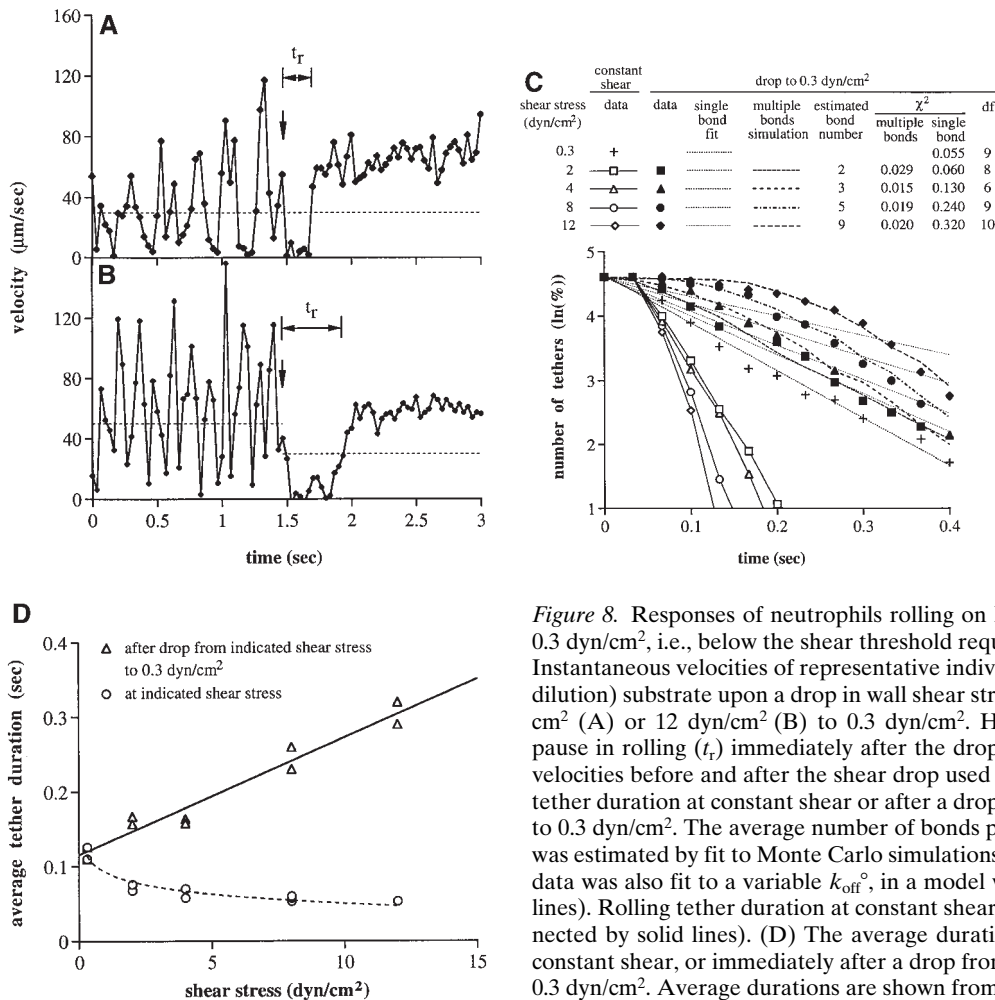 A
160
120
80
40
0
t_r
velocity (μm/sec)
B
120
80
40
0
t_r
0 0.5 1 1.5 2 2.5 3
time (sec)
C
constant shear
drop to 0.3 dyn/cm²
shear stress (dyn/cm²)
data
data
single bond fit
multiple bonds simulation
estimated bond number
χ²
multiple bonds
single bond
df
0.3 0.055 9
2 2 0.029 0.060 8
4 3 0.015 0.130 6
8 5 0.019 0.240 9
12 9 0.020 0.320 10
number of tethers (ln(%))
5
4
3
2
1
0 0.1 0.2 0.3 0.4
time (sec)
D
after drop from indicated shear stress
to 0.3 dyn/cm²
at indicated shear stress
average tether duration (sec)
0.4
0.3
0.2
0.1
0
0 5 10 15
shear stress (dyn/cm²)
Figure 8. Responses of neutrophils rolling on
0.3 dyn/cm², i.e., below the shear threshold requ
Instantaneous velocities of representative indiv
dilution) substrate upon a drop in wall shear str
cm² (A) or 12 dyn/cm² (B) to 0.3 dyn/cm². H
pause in rolling (t_r) immediately after the drop
velocities before and after the shear drop used
tether duration at constant shear or after a drop
to 0.3 dyn/cm². The average number of bonds p
was estimated by fit to Monte Carlo simulations
data was also fit to a variable k_off°, in a model v
lines). Rolling tether duration at constant shear
nected by solid lines). (D) The average durati
constant shear, or immediately after a drop from
0.3 dyn/cm². Average durations are shown from